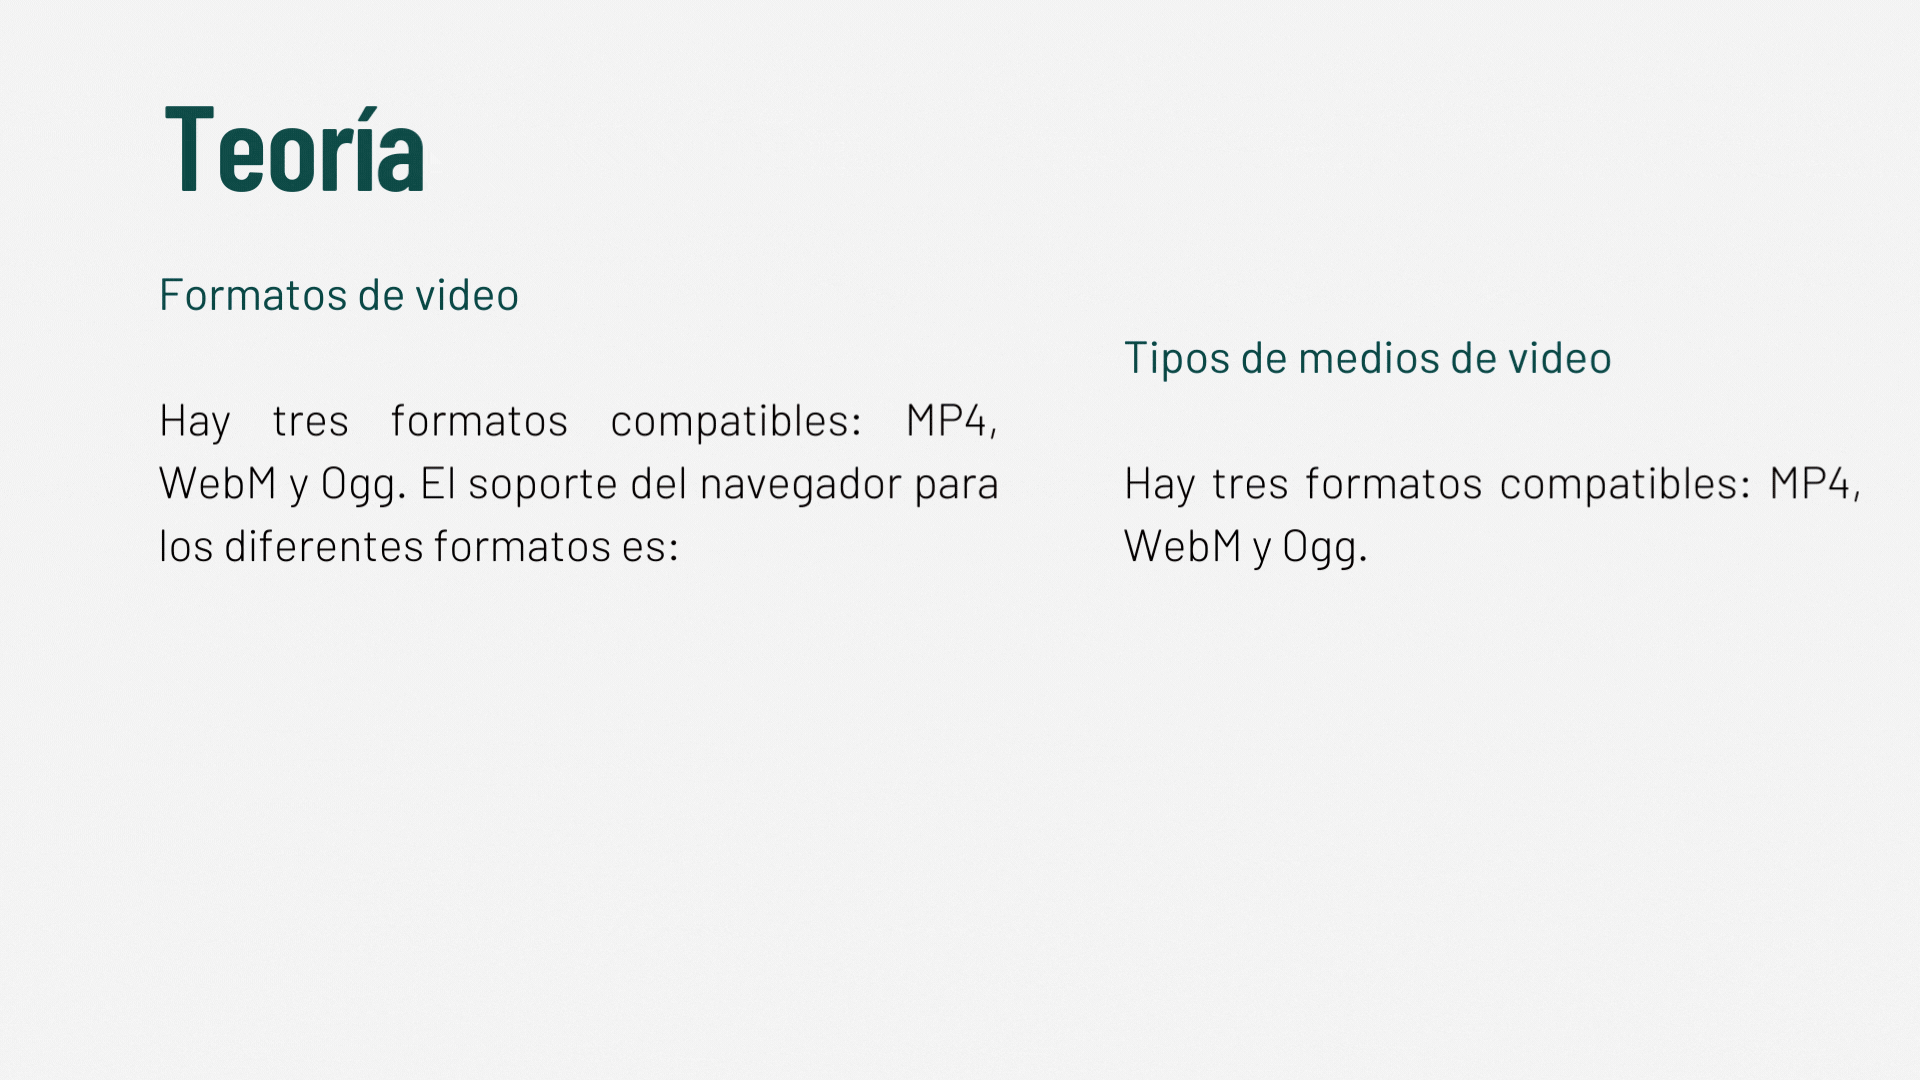 Teoría
Formatos de video
Hay tres formatos compatibles: MP4,
WebM y Ogg. El soporte del navegador para
los diferentes formatos es:
Tipos de medios de video
Hay tres formatos compatibles: MP4,
WebM y Ogg.